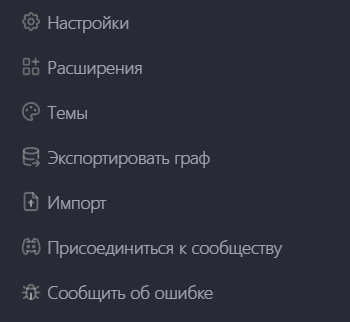 Настройки
Расширения
Темы
Экспортировать граф
Импорт
Присоединиться к сообществу
Сообщить об ошибке